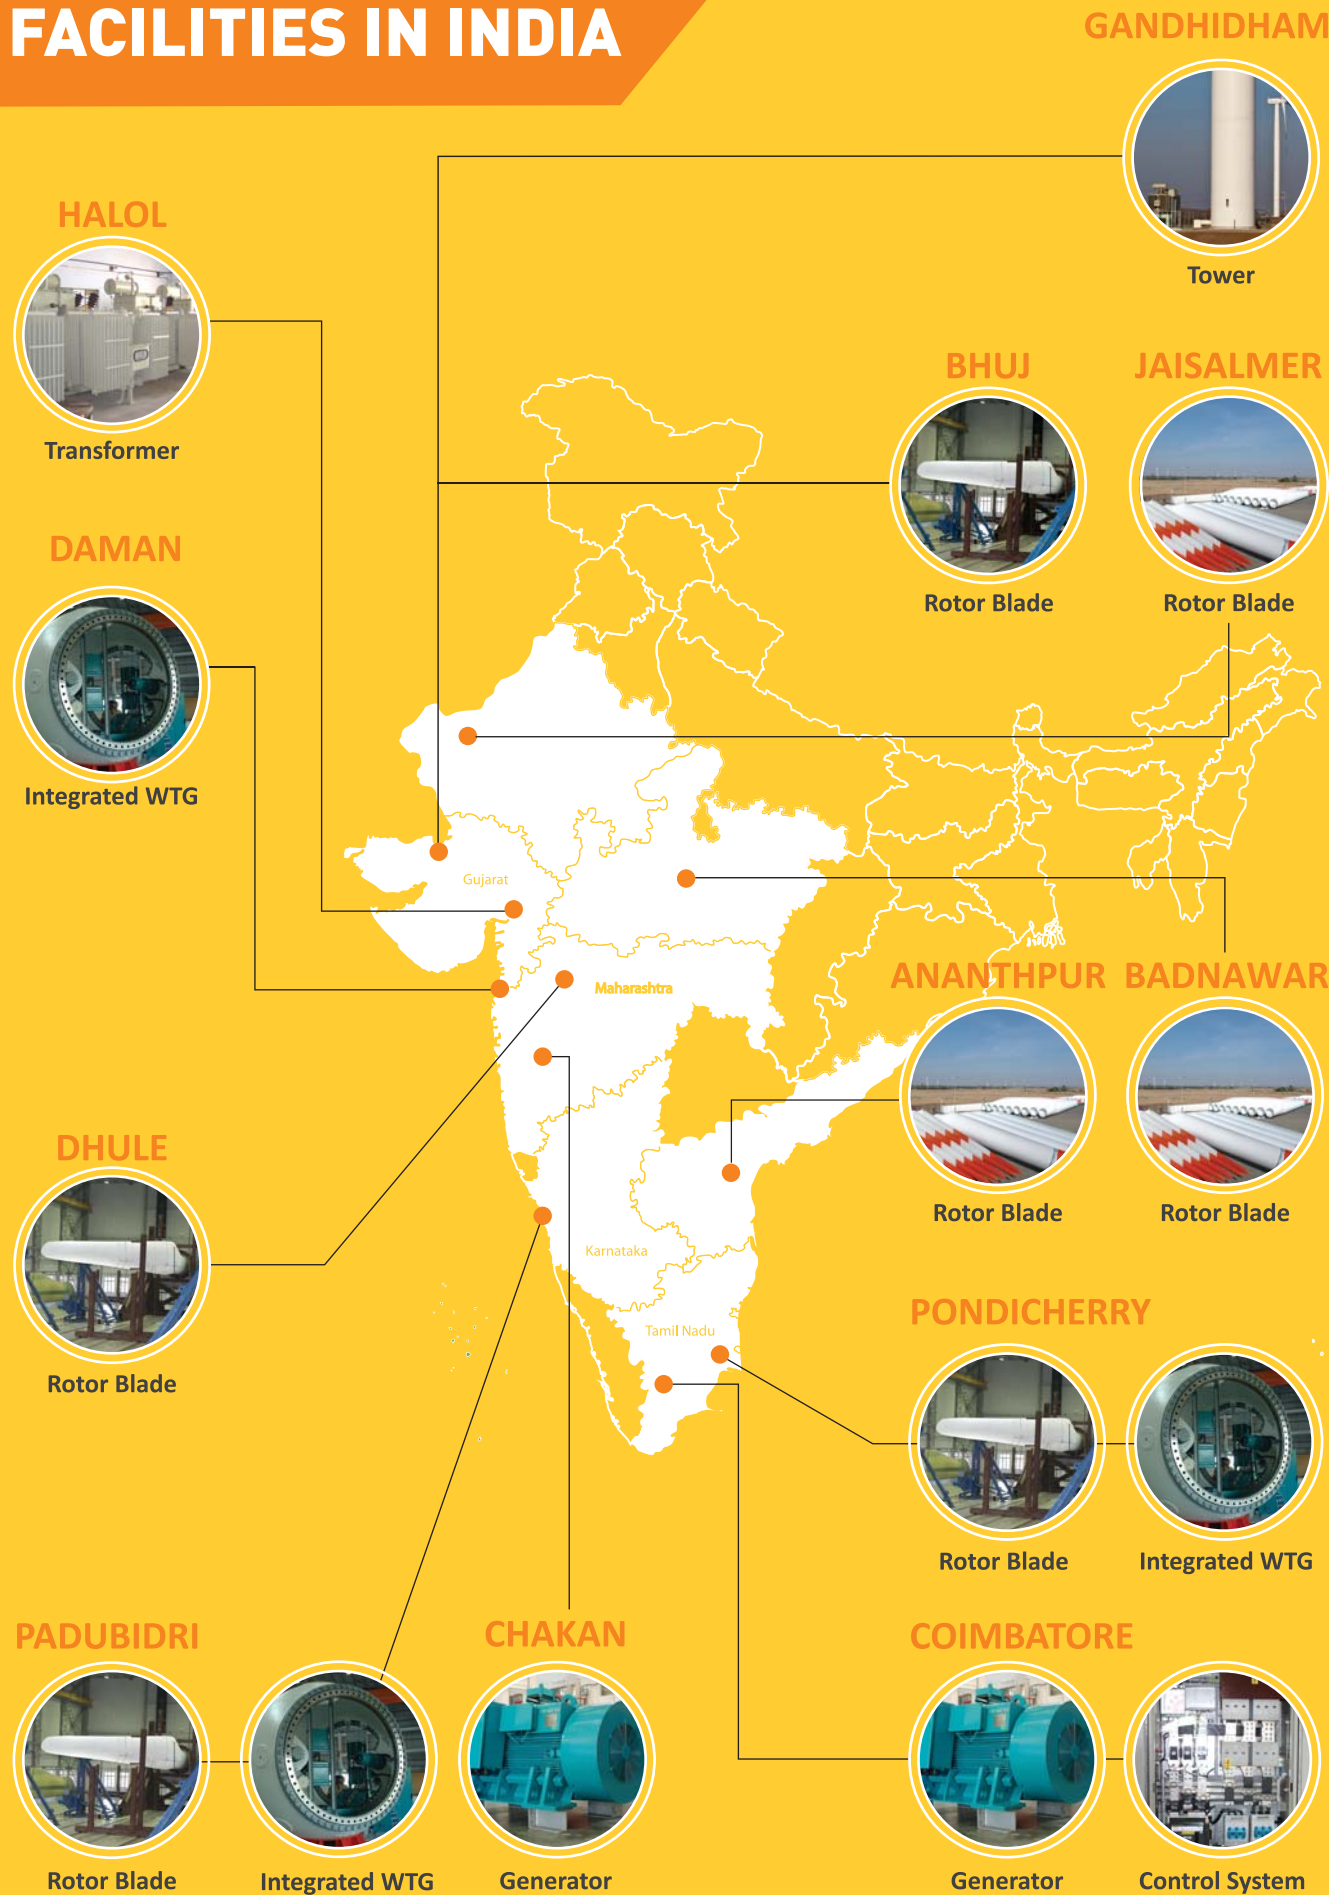 FACILITIES IN INDIA
GANDHIDHAM
Tower
HALOL
Transformer
BHUJ
Rotor Blade
JAISALMER
Rotor Blade
DAMAN
Integrated WTG
Gujarat
Maharashtra
ANANTHPUR
Rotor Blade
BADNAWAR
Rotor Blade
DHULE
Rotor Blade
Karnataka
Tamil Nadu
PONDICHERRY
Rotor Blade
Integrated WTG
PADUBIDRI
Rotor Blade
Integrated WTG
CHAKAN
Generator
COIMBATORE
Generator
Control System